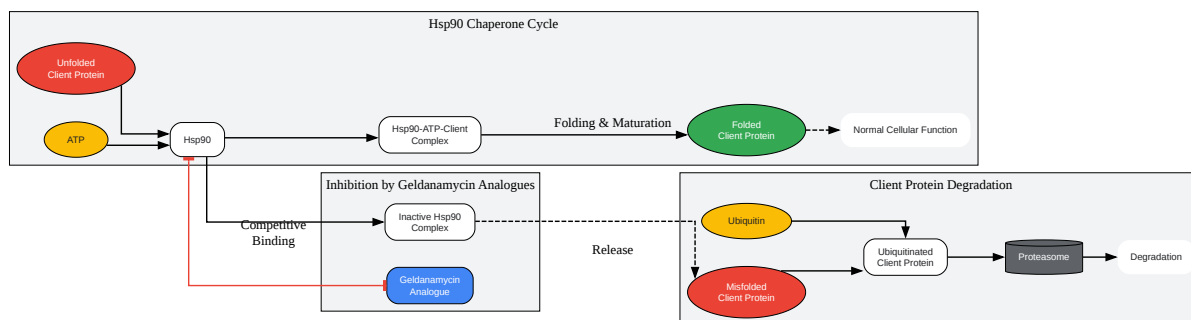 Hsp90 Chaperone Cycle
Unfolded
Client Protein
ATP
Hsp90
Hsp90-ATP-Client
Complex
Folding & Maturation
Folded
Client Protein
Normal Cellular Function
Inhibition by Geldanamycin Analogues
Competitive
Binding
Inactive Hsp90
Complex
Geldanamycin
Analogue
Release
Client Protein Degradation
Ubiquitin
Misfolded
Client Protein
Ubiquitinated
Client Protein
Proteasome
Degradation